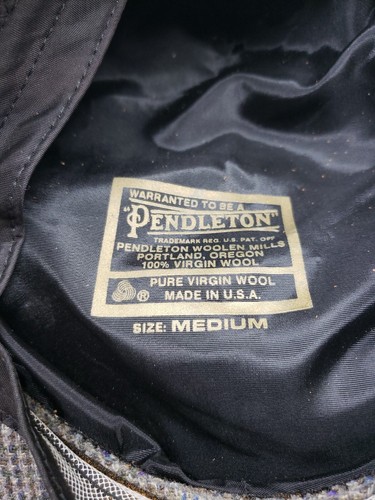 WARRANTED TO BE A
"PENDLETON"
TRADEMARK REG. U.S. PAT. OFF.
PENDLETON WOOLEN MILLS
PORTLAND, OREGON
100% VIRGIN WOOL
PURE VIRGIN WOOL
® MADE IN U.S.A.
SIZE: MEDIUM